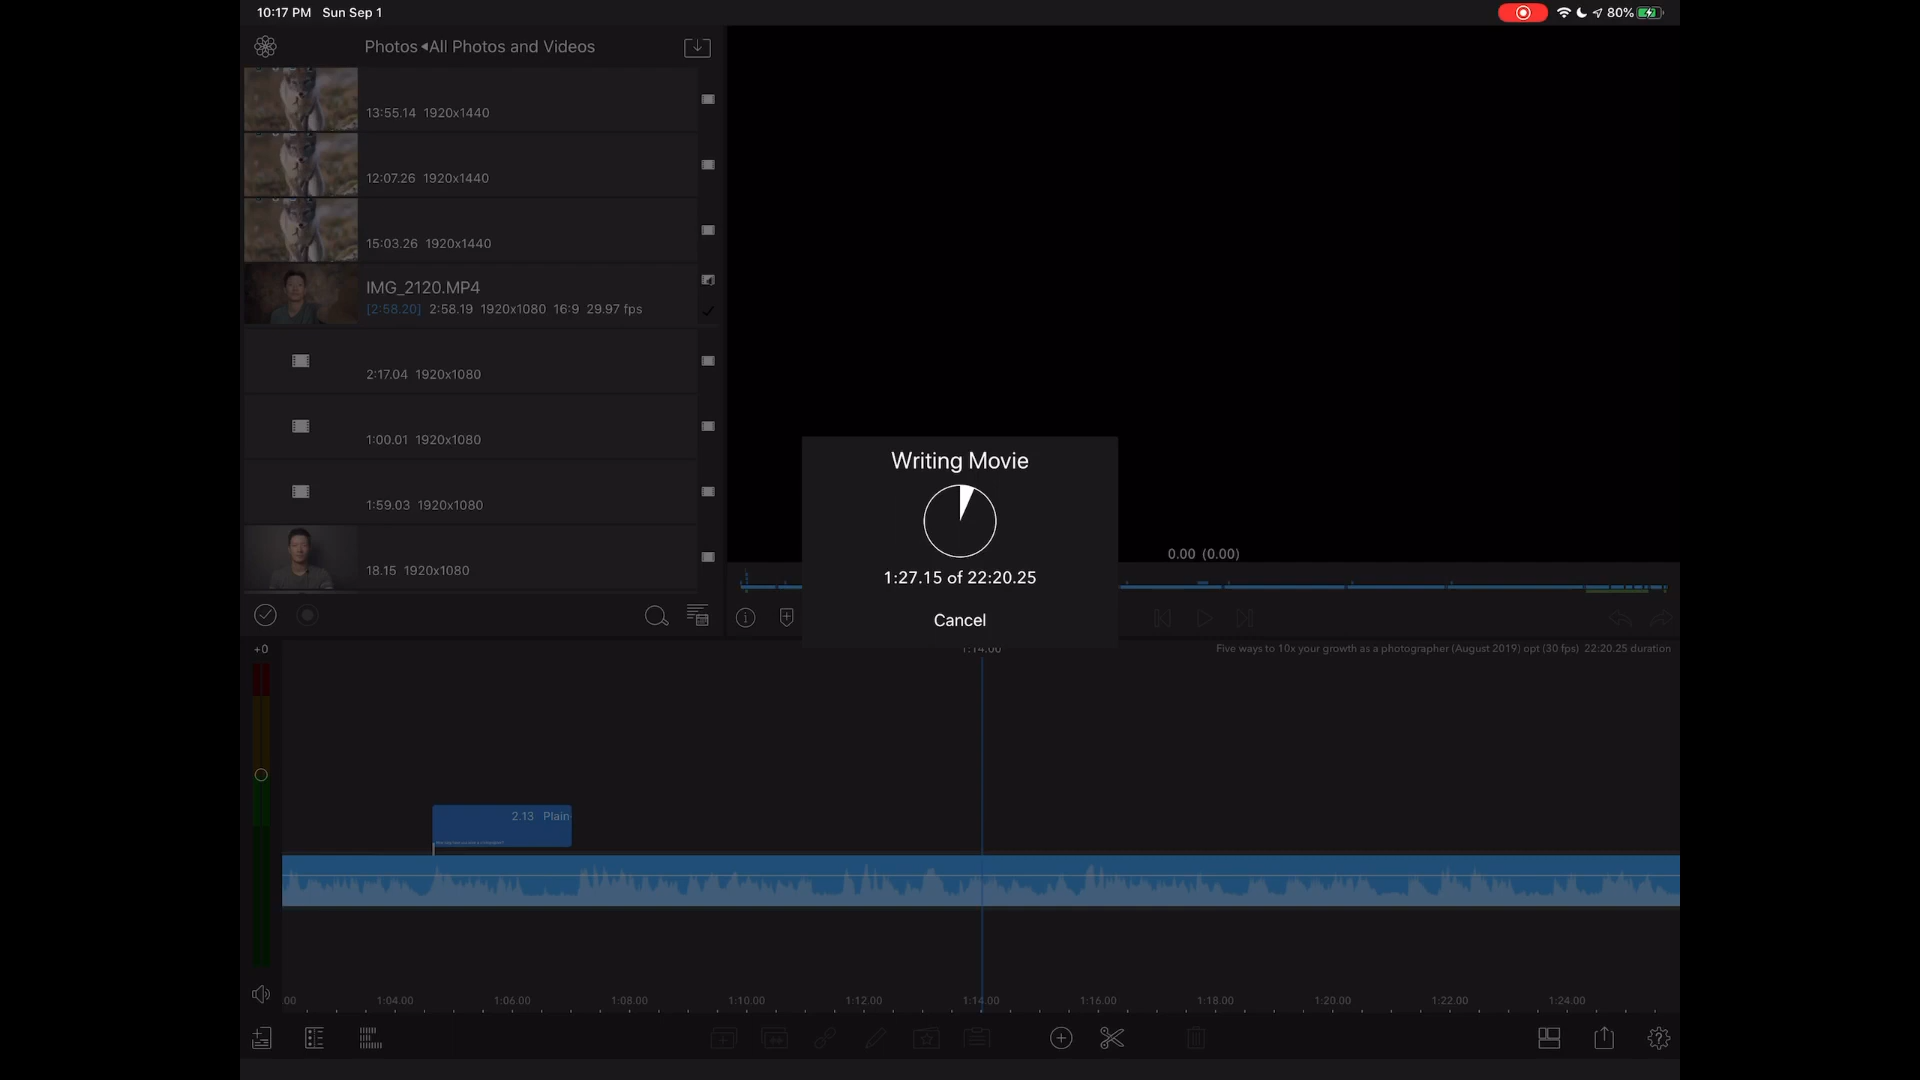 10:17 PM Sun Sep 1
80%
Photos◂All Photos and Videos
13:55.14 1920x1440
12:07.26 1920x1440
15:03.26 1920x1440
IMG_2120.MP4
[2:58.20] 2:58.19 1920x1080 16:9 29.97 fps
2:17.04 1920x1080
1:00.01 1920x1080
1:59.03 1920x1080
18.15 1920x1080
0.00 (0.00)
Writing Movie
1:27.15 of 22:20.25
Cancel
+0
1:14.00
Five ways to 10x your growth as a photographer (August 2019) opt (30 fps) 22:20.25 duration
2.13 Plain
00 1:04.00 1:06.00 1:08.00 1:10.00 1:12.00 1:14.00 1:16.00 1:18.00 1:20.00 1:22.00 1:24.00